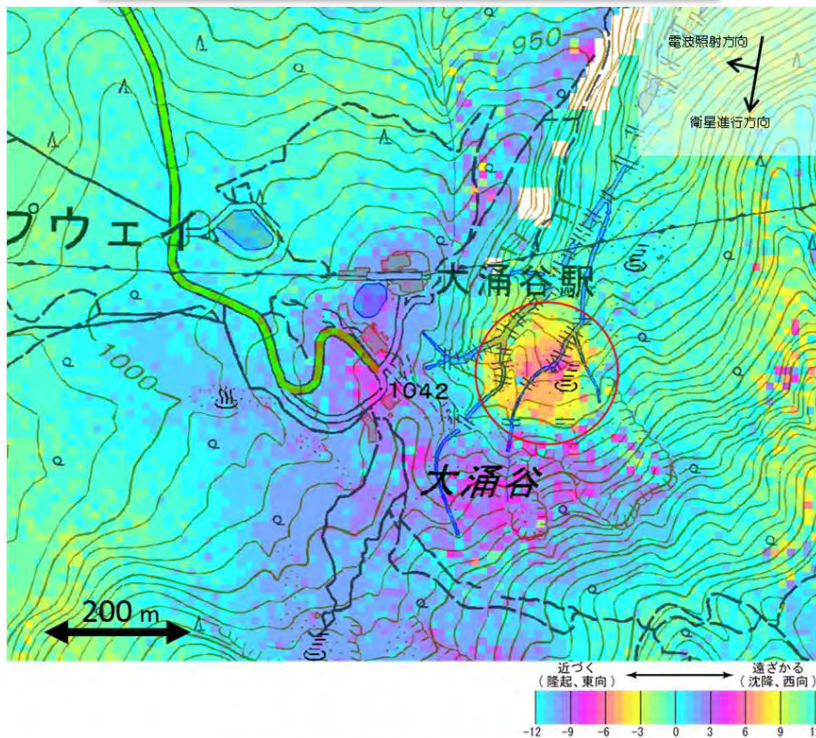 950
電波照射方向
衛星進行方向
プウェイ
大涌谷駅
1000
1042
大涌谷
200 m
近づく
(隆起、東向)
遠ざかる
(沈降、西向)
-12 -9 -6 -3 0 3 6 9